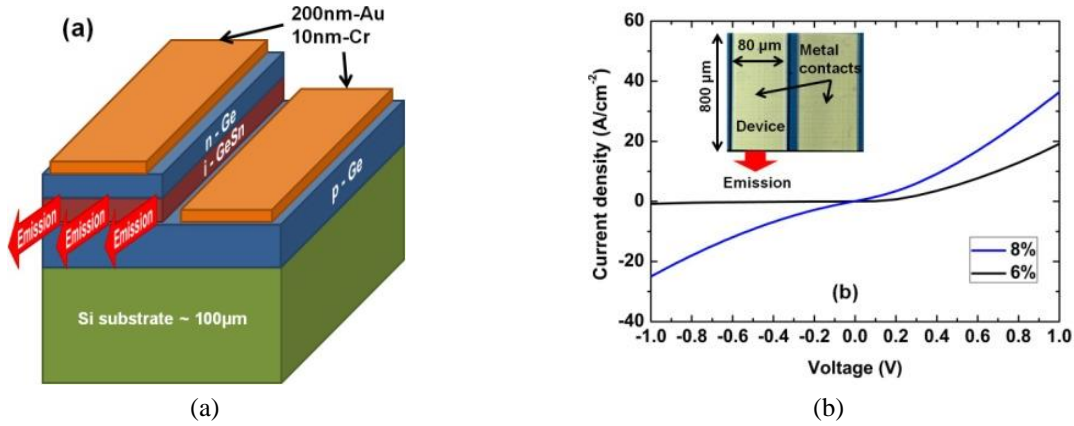 (a)
200nm-Au
10nm-Cr
n - Ge
i - GeSn
p - Ge
Emission
Emission
Emission
Si substrate ~ 100µm
(a)
60
40
20
0
-20
-40
Current density (A/cm-2)
-1.0 -0.8 -0.6 -0.4 -0.2 0.0 0.2 0.4 0.6 0.8 1.0
Voltage (V)
80 µm
800 µm
Metal
contacts
Device
Emission
8%
6%
(b)
(b)